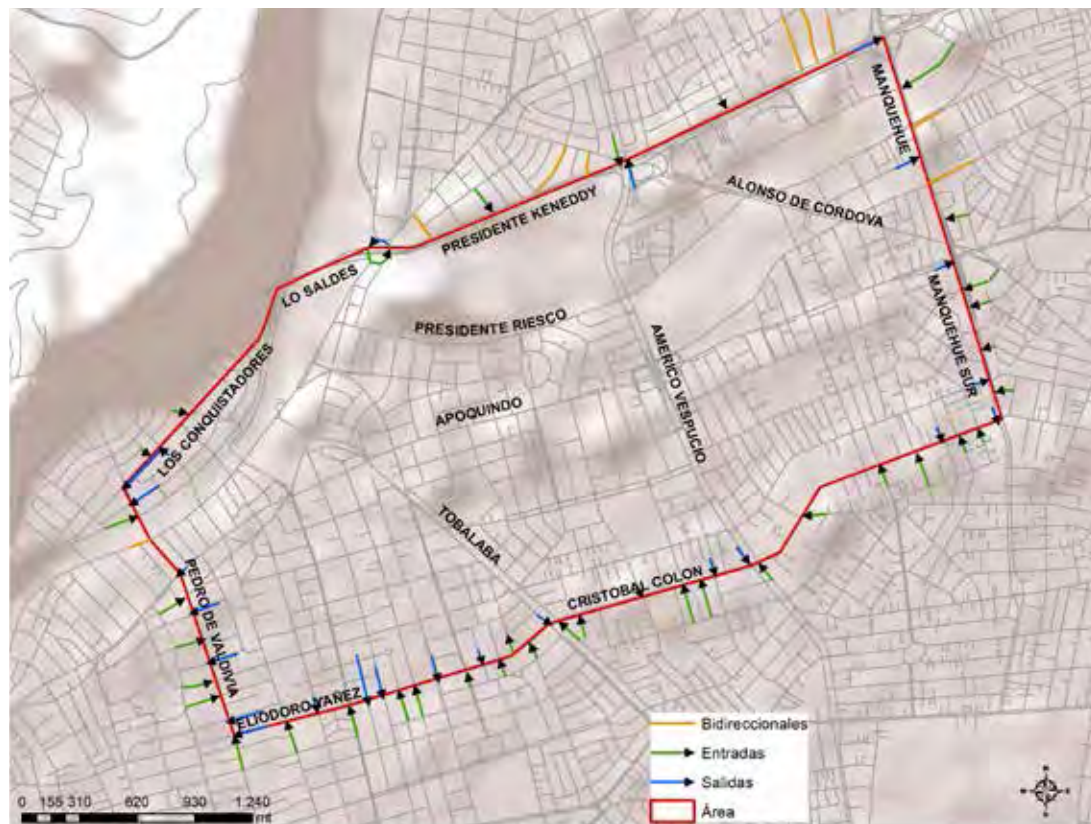 MANQUEHUE
ALONSO DE CORDOVA
PRESIDENTE KENEDDY
LO SALDES
MANQUEHUE SUR
PRESIDENTE RIESCO
AMERICO VESPUCIO
LOS CONQUISTADORES
APOQUINDO
TOBALABA
PEDRO DE VALDIVIA
CRISTOBAL COLON
ELIODORO YAÑEZ
Bidireccionales
Entradas
Salidas
Área
0 155 310 620 930 1.240
mt
N